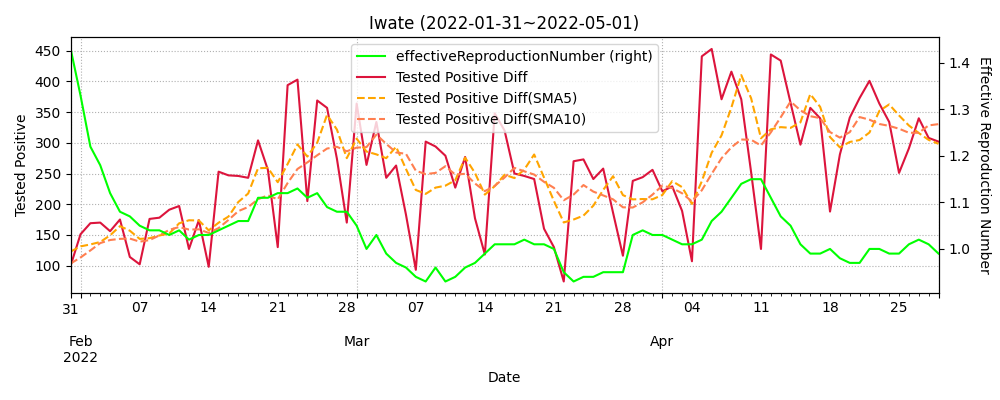 Iwate (2022-01-31~2022-05-01)
effectiveReproductionNumber (right)
Tested Positive Diff
Tested Positive Diff(SMA5)
Tested Positive Diff(SMA10)
Tested Positive
450
400
350
300
250
200
150
100
1.4
1.3
1.2
1.1
1.0
Effective Reproduction Number
31 07 14 21 28 07 14 21 28 04 11 18 25
Feb Mar Apr
2022
Date